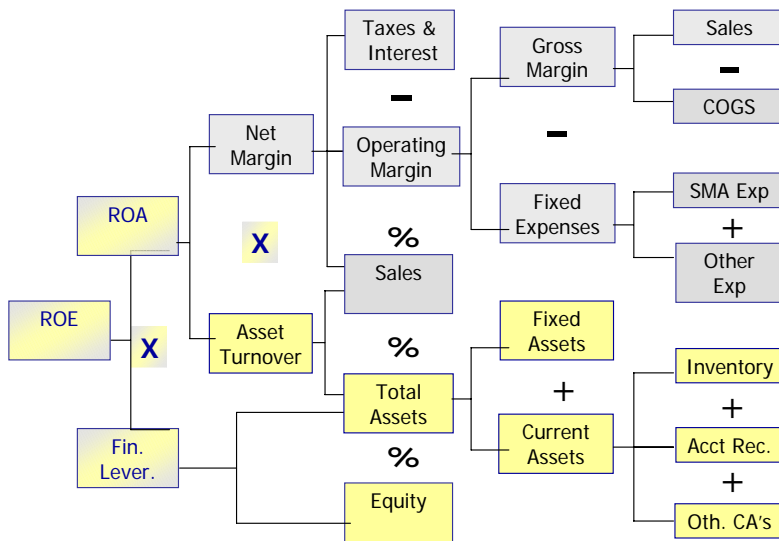 Taxes &
Interest
Gross
Margin
Sales
-
-
COGS
Net
Margin
Operating
Margin
-
SMA Exp
ROA
Fixed
Expenses
+
X
%
Other
Exp
Sales
ROE
Asset
Turnover
Fixed
Assets
X
%
Inventory
Total
Assets
+
+
Fin.
Lever.
Current
Assets
Acct Rec.
%
+
Equity
Oth. CA's